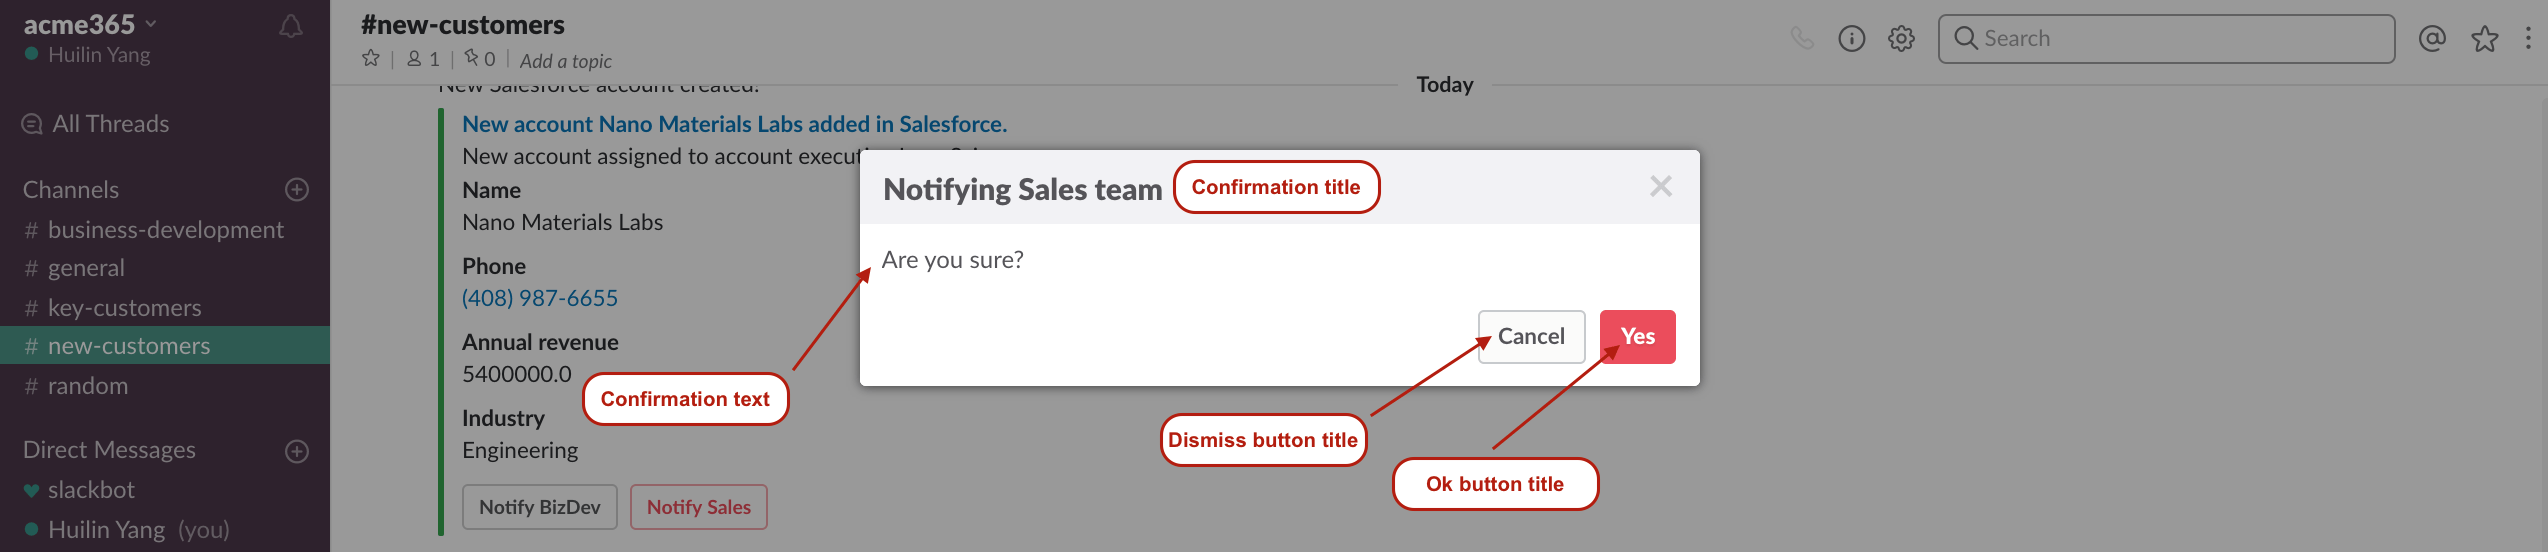 acme365
Huilin Yang
All Threads
Channels
# business-development
# general
# key-customers
# new-customers
# random
Direct Messages
slackbot
Huilin Yang (you)
#new-customers
1
0
Add a topic
Search
Today
New Salesforce account created.
New account Nano Materials Labs added in Salesforce.
New account assigned to account
Name
Nano Materials Labs
Phone
(408) 987-6655
Annual revenue
5400000.0
Industry
Engineering
Notify BizDev
Notify Sales
Notifying Sales team
Confirmation title
Are you sure?
Cancel
Yes
Confirmation text
Dismiss button title
Ok button title